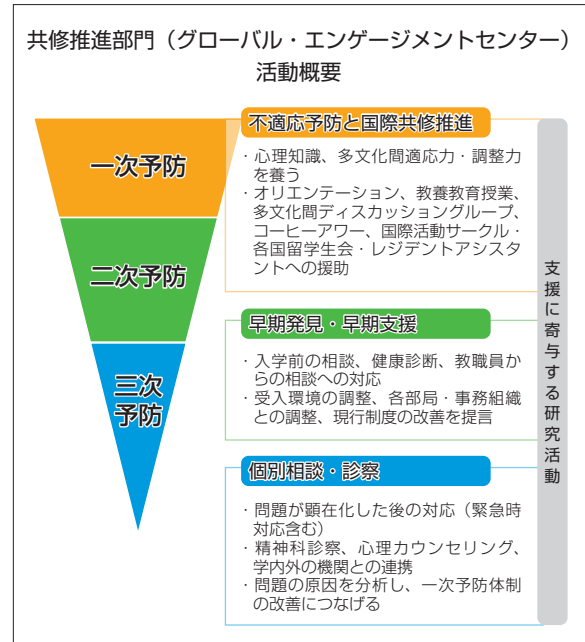 共修推進部門（グローバル・エンゲージメントセンター）
活動概要
一次予防
不適応予防と国際共修推進
・心理知識、多文化間適応力・調整力
を養う
・オリエンテーション、教養教育授業、
多文化間ディスカッショングループ、
コーヒーアワー、国際活動サークル・
各国留学生会・レジデントアシスタ
ントへの援助
二次予防
早期発見・早期支援
・入学前の相談、健康診断、教職員か
らの相談への対応
・受入環境の調整、各部局・事務組織
との調整、現行制度の改善を提言
三次
予防
個別相談・診察
・問題が顕在化した後の対応（緊急時
対応含む）
・精神科診察、心理カウンセリング、
学内外の機関との連携
・問題の原因を分析し、一次予防体制
の改善につなげる
支援に寄与する研究活動